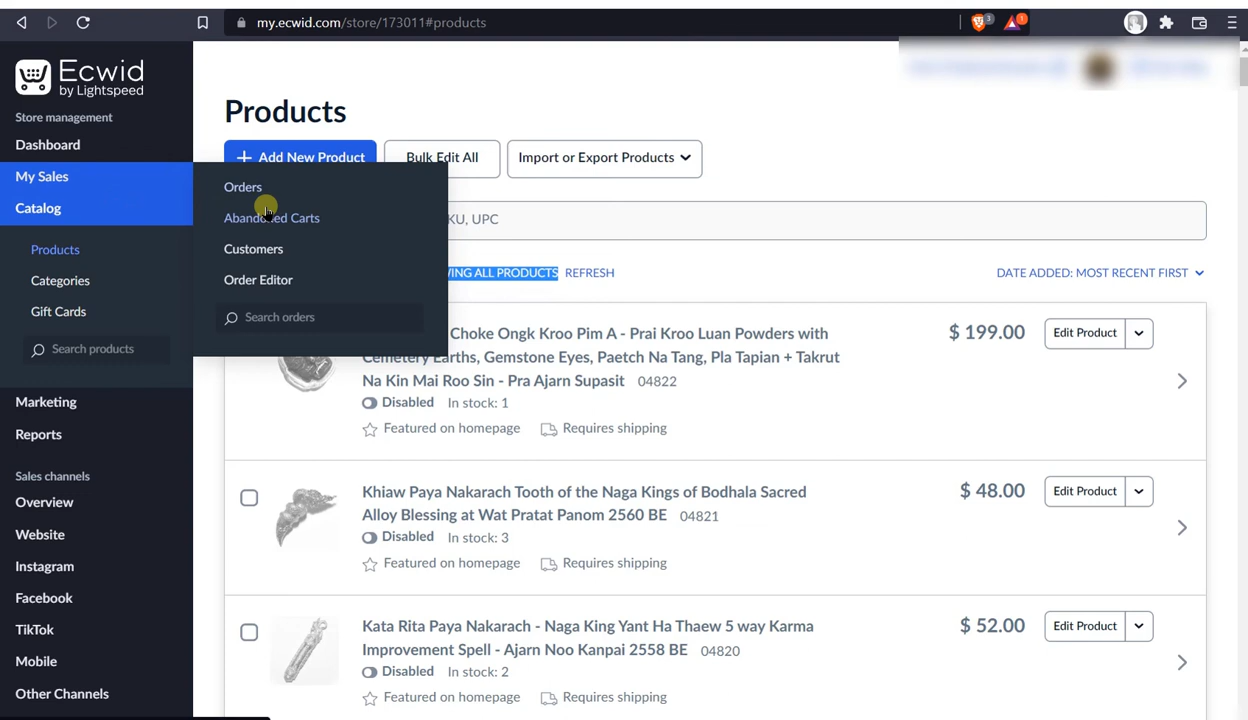 my.ecwid.com/store/173011#products
3
1
Ecwid
by Lightspeed
Store management
Dashboard
My Sales
Catalog
Products
Categories
Gift Cards
Search products
Marketing
Reports
Sales channels
Overview
Website
Instagram
Facebook
TikTok
Mobile
Other Channels
Orders
Abandoned Carts
Customers
Order Editor
Search orders
Products
Add New Product
Bulk Edit All
Import or Export Products
KU, UPC
ING ALL PRODUCTS REFRESH
DATE ADDED: MOST RECENT FIRST
Choke Ongk Kroo Pim A - Prai Kroo Luan Powders with
Cemetery Earths, Gemstone Eyes, Paetch Na Tang, Pla Tapian + Takrut
Na Kin Mai Roo Sin - Pra Ajarn Supasit 04822
Disabled In stock: 1
Featured on homepage Requires shipping
$ 199.00
Edit Product
Khiaw Paya Nakarach Tooth of the Naga Kings of Bodhala Sacred
Alloy Blessing at Wat Pratat Panom 2560 BE 04821
Disabled In stock: 3
Featured on homepage Requires shipping
$ 48.00
Edit Product
Kata Rita Paya Nakarach - Naga King Yant Ha Thaew 5 way Karma
Improvement Spell - Ajarn Noo Kanpai 2558 BE 04820
Disabled In stock: 2
Featured on homepage Requires shipping
$ 52.00
Edit Product